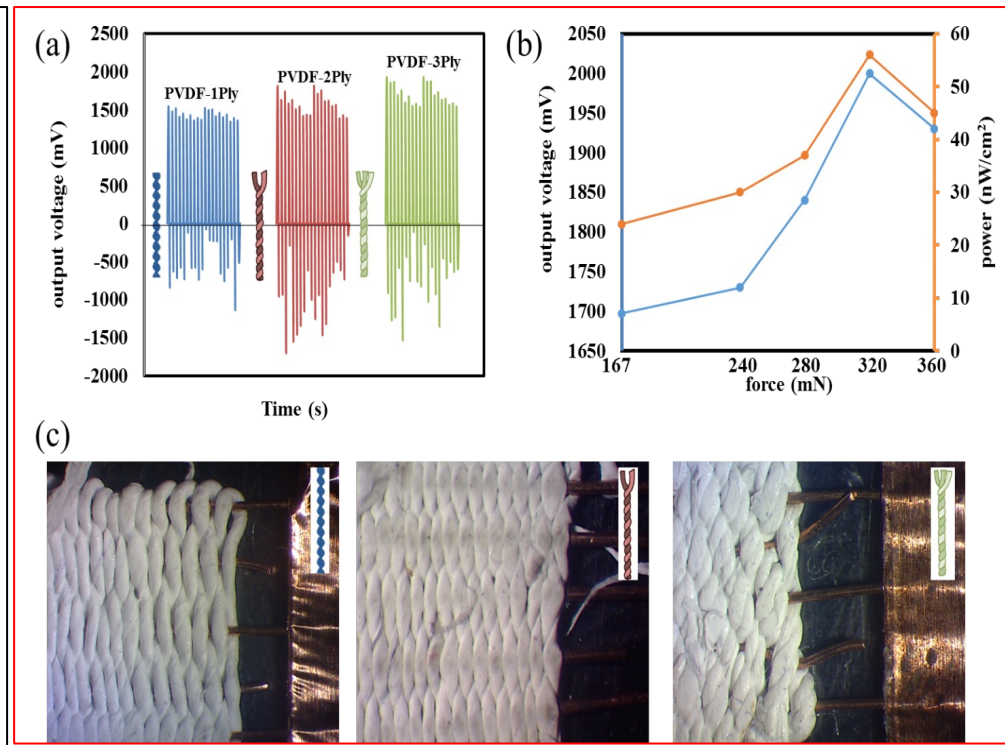 (a)
2500
2000
1500
1000
500
0
-500
-1000
-1500
-2000
output voltage (mV)
PVDF-1Ply
PVDF-2Ply
PVDF-3Ply
Time (s)
(b)
2050
2000
1950
1900
1850
1800
1750
1700
1650
output voltage (mV)
60
50
40
30
20
10
0
power (nW/cm²)
167
240
280
320
360
force (mN)
(c)